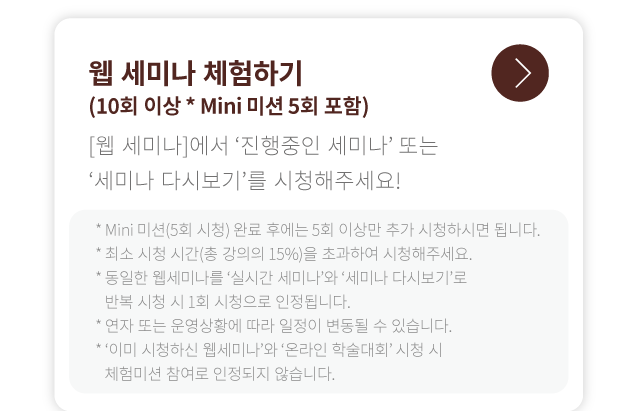 웹 세미나 체험하기
(10회 이상 * Mini 미션 5회 포함)
[웹 세미나]에서 ‘진행중인 세미나’ 또는
‘세미나 다시보기’를 시청해주세요!
* Mini 미션(5회 시청) 완료 후에는 5회 이상만 추가 시청하시면 됩니다.
* 최소 시청 시간(총 강의의 15%)을 초과하여 시청해주세요.
* 동일한 웹세미나를 ‘실시간 세미나’와 ‘세미나 다시보기’로
반복 시청 시 1회 시청으로 인정됩니다.
* 연자 또는 운영상황에 따라 일정이 변동될 수 있습니다.
* ‘이미 시청하신 웹세미나’와 ‘온라인 학술대회’ 시청 시
체험미션 참여로 인정되지 않습니다.